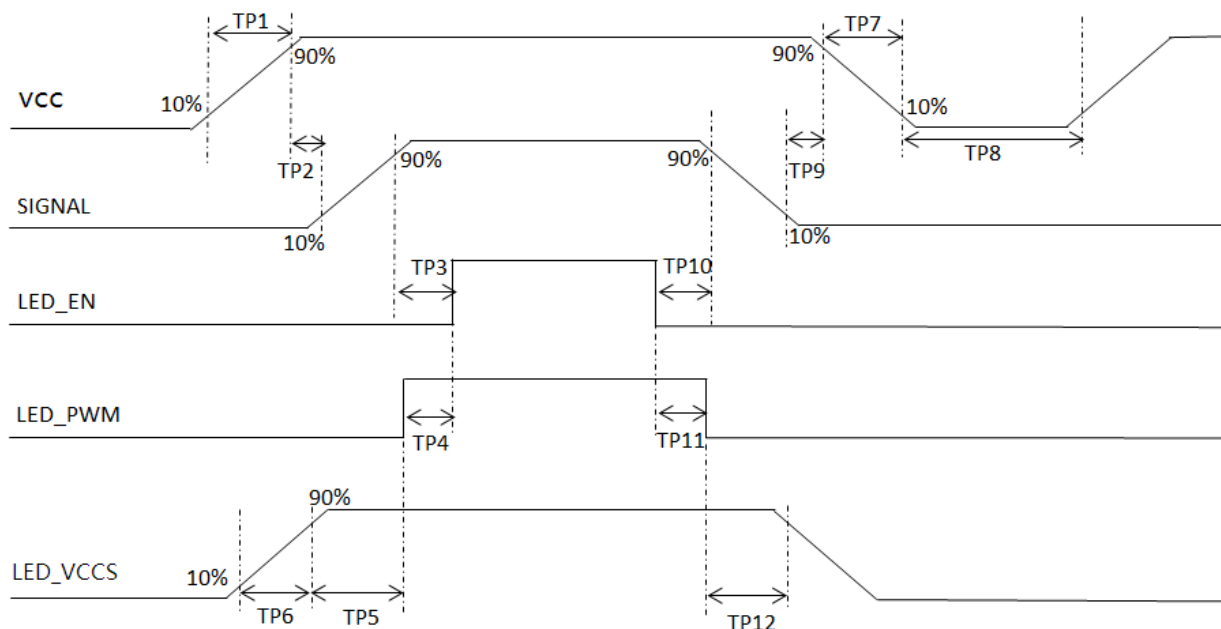 TP1
TP7
90%
90%
VCC
10%
10%
TP2
90%
90%
TP9
TP8
SIGNAL
10%
10%
TP3
TP10
LED_EN
LED_PWM
TP4
TP11
90%
LED_VCCS
10%
TP6
TP5
TP12